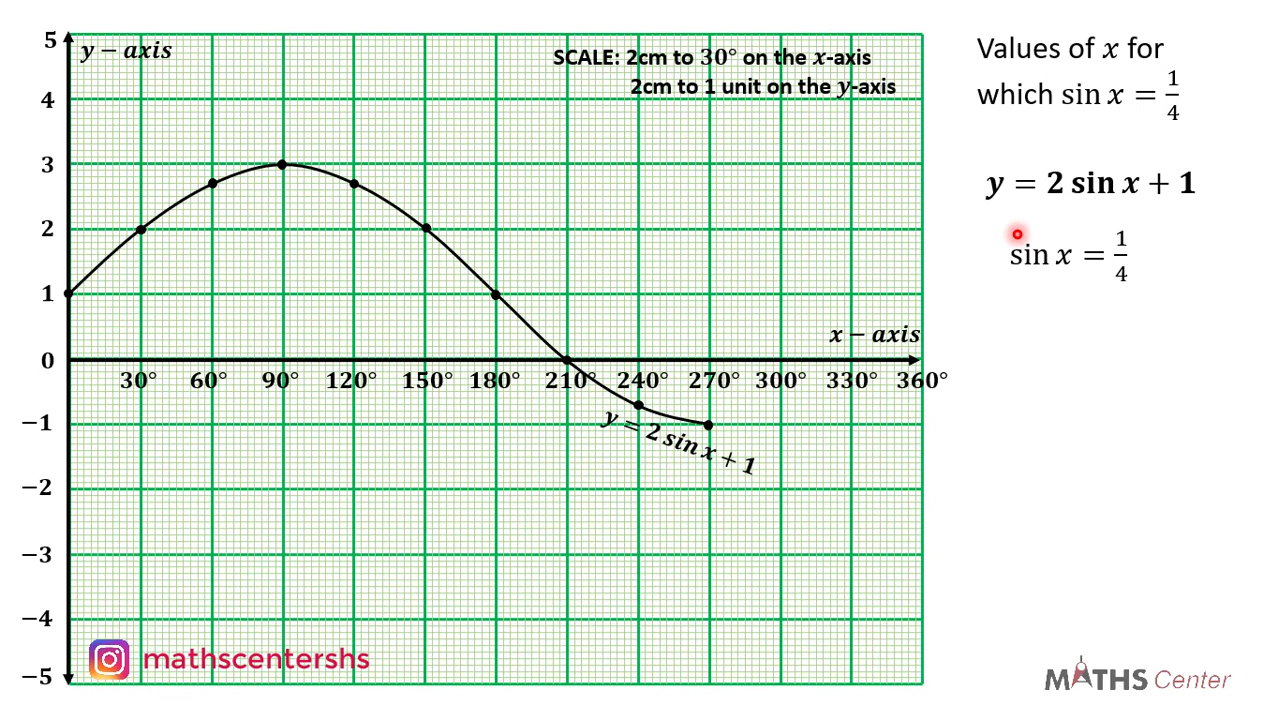 5
y − axis
SCALE: 2cm to 30° on the x-axis
2cm to 1 unit on the y-axis
4
3
2
1
x − axis
0
30° 60° 90° 120° 150° 180° 210° 240° 270° 300° 330° 360°
y = 2 sin x + 1
−1
−2
−3
−4
−5
mathscentershs
Values of x for
which sin x = 1/4
y = 2 sin x + 1
sin x = 1/4
MATHS Center